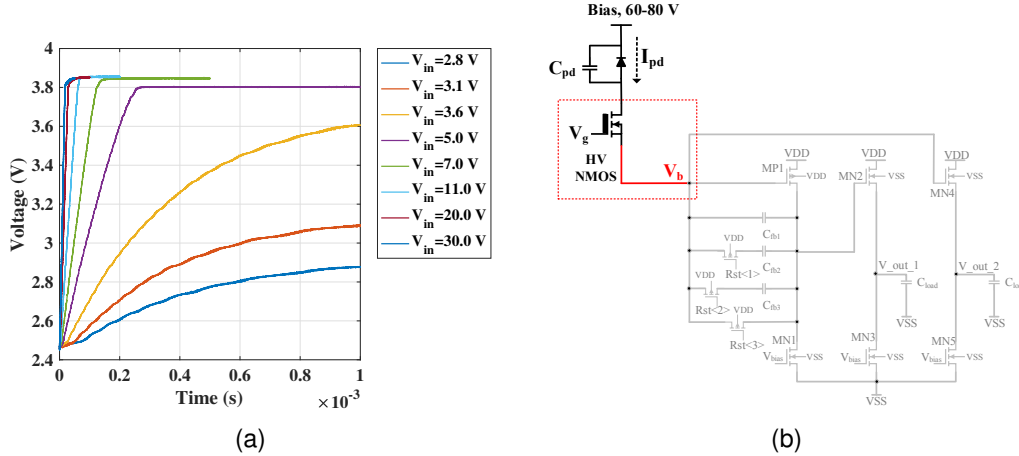 4
3.8
3.6
3.4
3.2
3
2.8
2.6
2.4
Voltage (V)
0
0.2
0.4
0.6
0.8
1
Time (s)
×10⁻³
V_in=2.8 V
V_in=3.1 V
V_in=3.6 V
V_in=5.0 V
V_in=7.0 V
V_in=11.0 V
V_in=20.0 V
V_in=30.0 V
(a)
Bias, 60-80 V
C_pd
I_pd
V_g
HV
NMOS
V_b
VDD
MP1
VDD
VDD
MN2
VSS
VDD
VSS
MN4
C_fb1
VDD
Rst<1>
C_fb2
VDD
Rst<2>
C_fb3
VDD
Rst<3>
V_out_1
C_load
VSS
V_out_2
VSS
MN1
V_bias
VSS
MN3
V_bias
VSS
MN5
V_bias
VSS
VSS
(b)